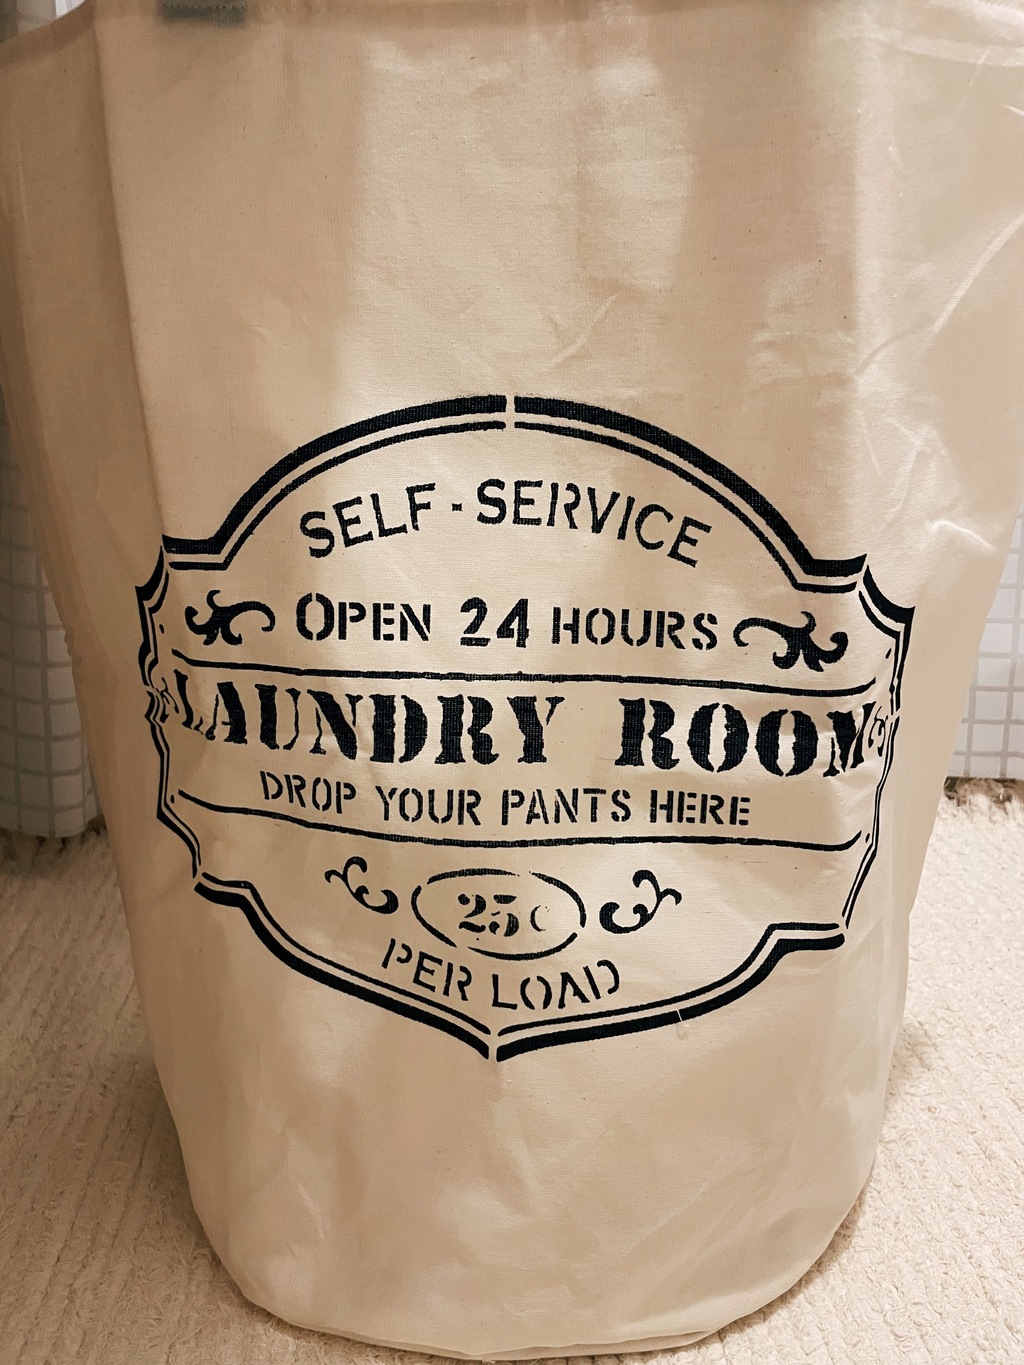 SELF-SERVICE
OPEN 24 HOURS
LAUNDRY ROOM
DROP YOUR PANTS HERE
25¢
PER LOAD